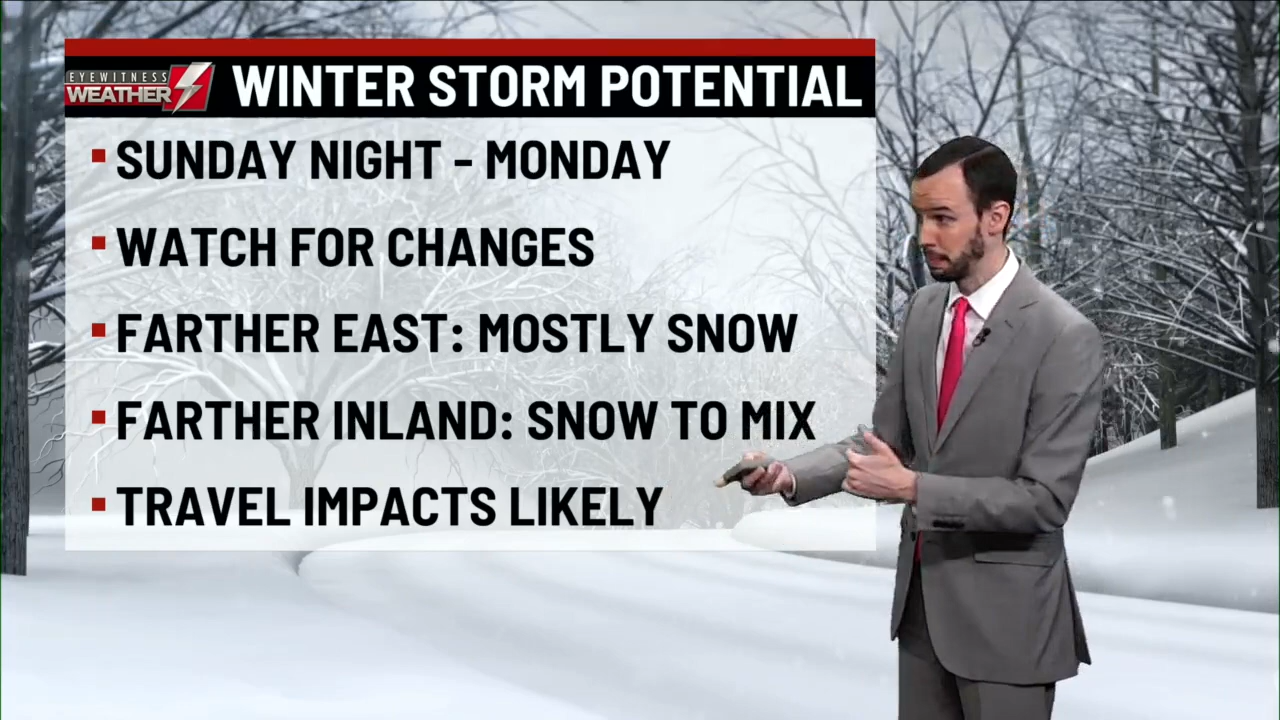 EYEWITNESS
WEATHER
WINTER STORM POTENTIAL
SUNDAY NIGHT - MONDAY
WATCH FOR CHANGES
FARTHER EAST: MOSTLY SNOW
FARTHER INLAND: SNOW TO MIX
TRAVEL IMPACTS LIKELY